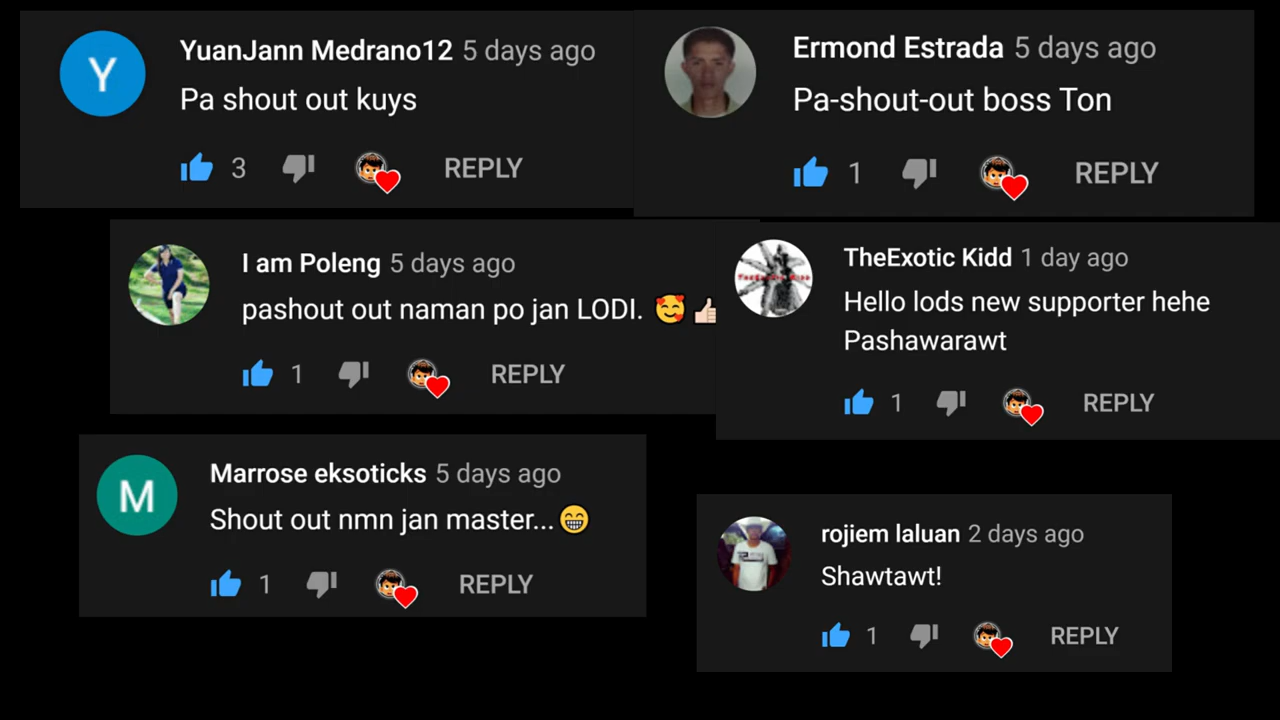 Y
YuanJann Medrano12 5 days ago
Pa shout out kuys
3 REPLY
Ermond Estrada 5 days ago
Pa-shout-out boss Ton
1 REPLY
I am Poleng 5 days ago
pashout out naman po jan LODI. 🥰👍🏻
1 REPLY
TheExotic Kidd 1 day ago
Hello lods new supporter hehe
Pashawarawt
1 REPLY
M
Marrose eksoticks 5 days ago
Shout out nmn jan master...😁
1 REPLY
rojiem laluan 2 days ago
Shawtawt!
1 REPLY